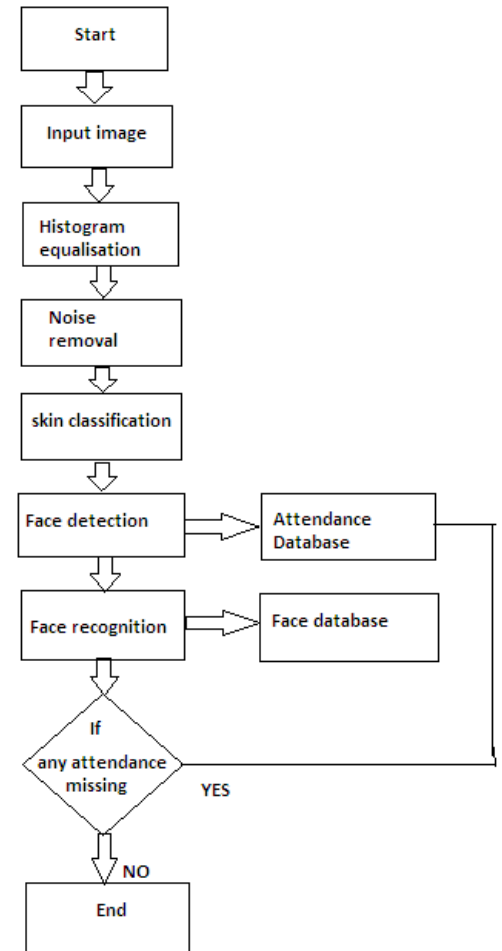 Start
Input image
Histogram
equalisation
Noise
removal
skin classification
Face detection
Attendance
Database
Face recognition
Face database
If
any attendance
missing
YES
NO
End